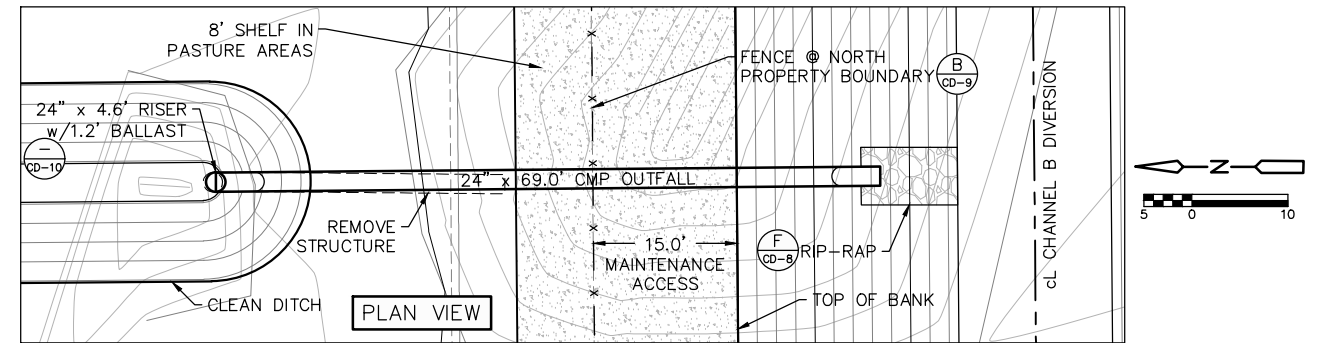 8' SHELF IN
PASTURE AREAS
24" x 4.6' RISER
w/1.2' BALLAST
–
CD-10
24" x 69.0' CMP OUTFALL
REMOVE
STRUCTURE
CLEAN DITCH
PLAN VIEW
FENCE @ NORTH
PROPERTY BOUNDARY
B
CD-9
15.0'
MAINTENANCE
ACCESS
F
CD-8
RIP-RAP
TOP OF BANK
cL CHANNEL B DIVERSION
N
5 0 10